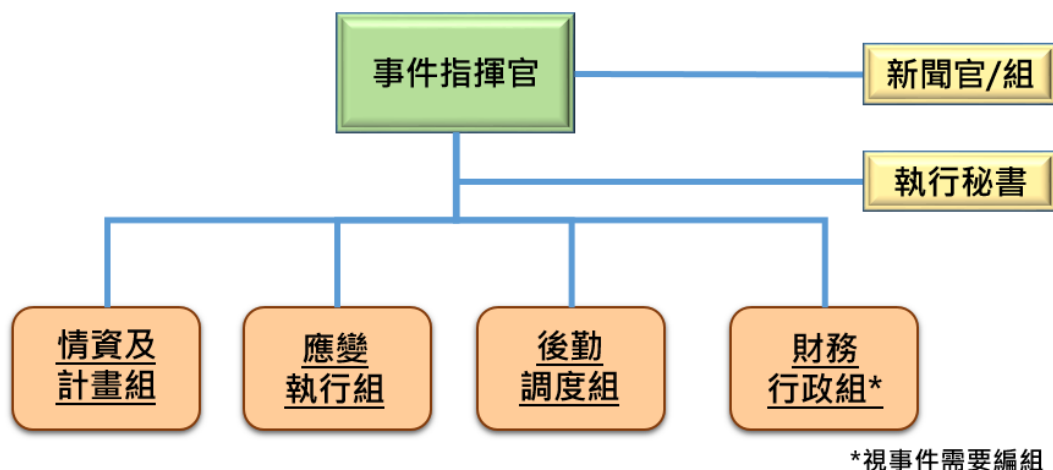 事件指揮官
新聞官/組
執行秘書
情資及
計畫組
應變
執行組
後勤
調度組
財務
行政組*
*視事件需要編組